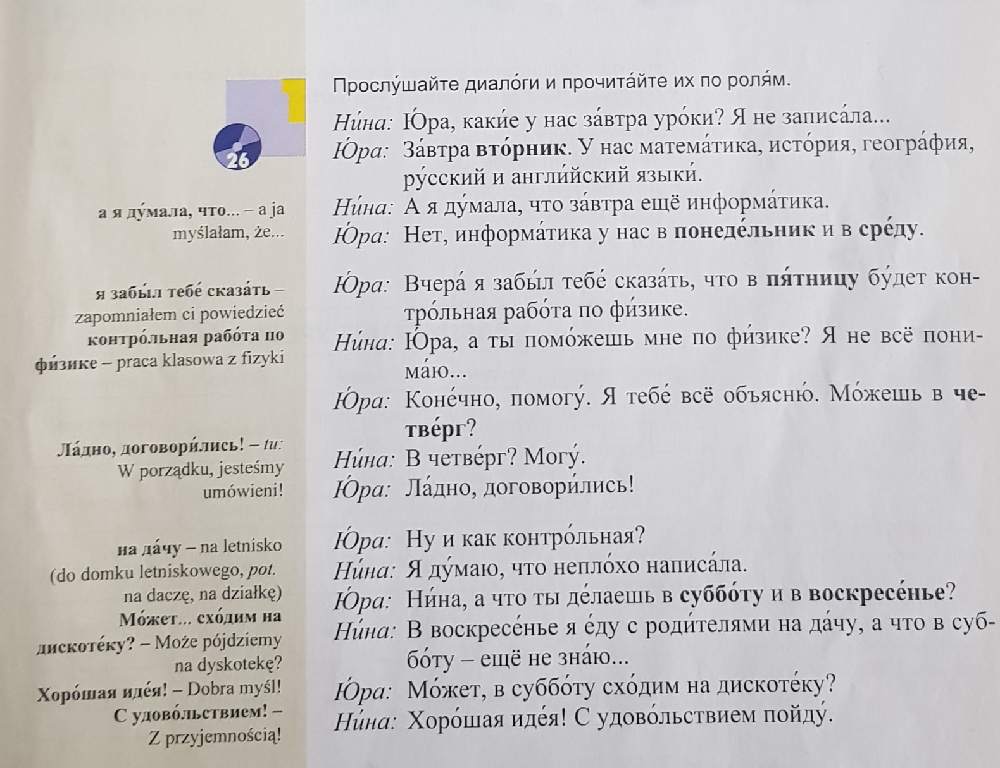 Прослу́шайте диало́ги и прочита́йте их по роля́м.
26
Ни́на: Ю́ра, каки́е у нас за́втра уро́ки? Я не записа́ла...
Ю́ра: За́втра вто́рник. У нас матема́тика, исто́рия, геогра́фия,
ру́сский и англи́йский языки́.
Ни́на: А я ду́мала, что за́втра ещё информа́тика.
Ю́ра: Нет, информа́тика у нас в понеде́льник и в сре́ду.
а я ду́мала, что... – a ja
myślałam, że...
Ю́ра: Вчера́ я забы́л тебе́ сказа́ть, что в пя́тницу бу́дет кон-
тро́льная рабо́та по фи́зике.
Ни́на: Ю́ра, а ты помо́жешь мне по фи́зике? Я не всё пони-
ма́ю...
Ю́ра: Коне́чно, помогу́. Я тебе́ всё объясню́. Мо́жешь в че-
тве́рг?
Ни́на: В четве́рг? Могу́.
Ю́ра: Ла́дно, договори́лись!
я забы́л тебе́ сказа́ть –
zapomniałem ci powiedzieć
контро́льная рабо́та по
фи́зике – praca klasowa z fizyki
Ла́дно, договори́лись! – tu:
W porządku, jesteśmy
umówieni!
Ю́ра: Ну и как контро́льная?
Ни́на: Я ду́маю, что непло́хо написа́ла.
Ю́ра: Ни́на, а что ты де́лаешь в суббо́ту и в воскресе́нье?
Ни́на: В воскресе́нье я е́ду с роди́телями на да́чу, а что в суб-
бо́ту – ещё не зна́ю...
Ю́ра: Мо́жет, в суббо́ту схо́дим на дискоте́ку?
Ни́на: Хоро́шая иде́я! С удово́льствием пойду́.
на да́чу – na letnisko
(do domku letniskowego, pot.
na daczę, na działkę)
Мо́жет... схо́дим на
дискоте́ку? – Może pójdziemy
na dyskotekę?
Хоро́шая иде́я! – Dobra myśl!
С удово́льствием! –
Z przyjemnością!